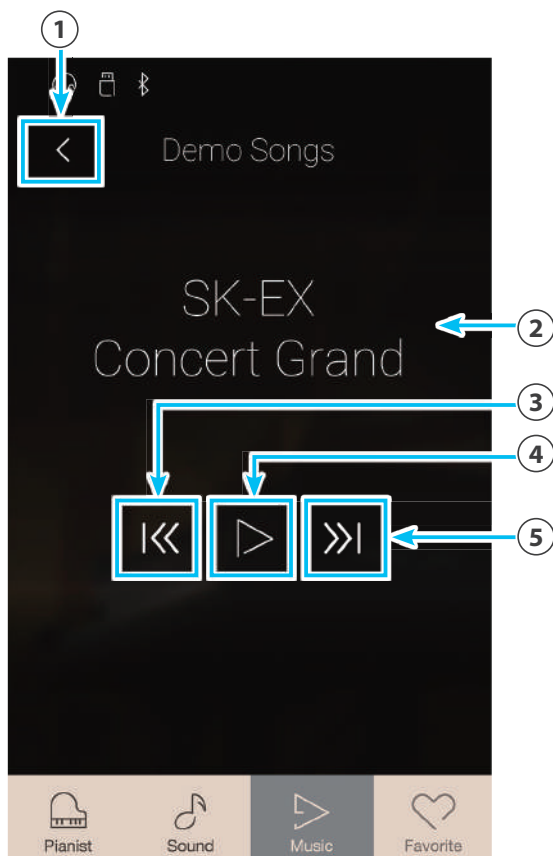 1
Demo Songs
SK-EX
Concert Grand
2
3
4
5
Pianist
Sound
Music
Favorite